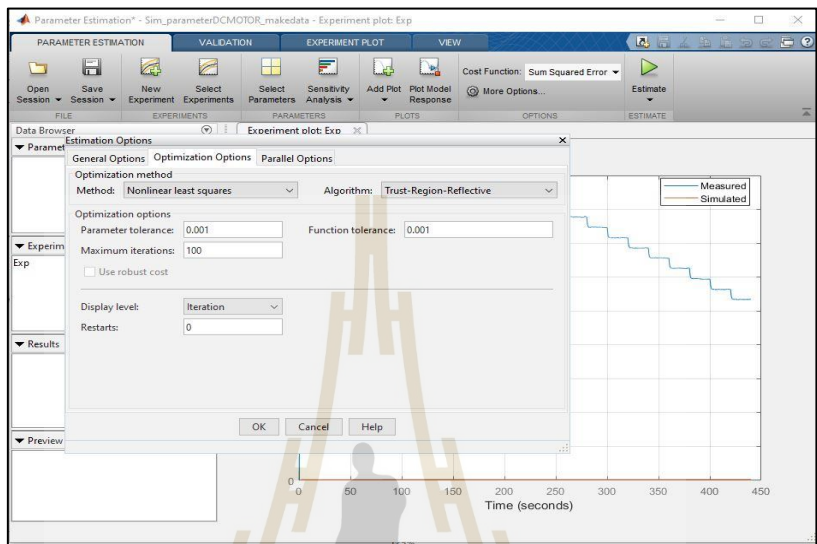 Parameter Estimation* - Sim_parameterDCMOTOR_makedata - Experiment plot: Exp
PARAMETER ESTIMATION VALIDATION EXPERIMENT PLOT VIEW
Open Session Save Session New Experiment Select Experiments Select Parameters Sensitivity Analysis Add Plot Plot Model Response Cost Function: Sum Squared Error More Options... Estimate
FILE EXPERIMENTS PARAMETERS PLOTS OPTIONS ESTIMATE
Data Browser Experiment plot: Exp
Paramet
Estimation Options
General Options Optimization Options Parallel Options
Optimization method
Method: Nonlinear least squares Algorithm: Trust-Region-Reflective
Optimization options
Parameter tolerance: 0.001 Function tolerance: 0.001
Maximum iterations: 100
Use robust cost
Display level: Iteration
Restarts: 0
OK Cancel Help
Experim
Exp
Results
Preview
Measured
Simulated
0
0 50 100 150 200 250 300 350 400 450
Time (seconds)